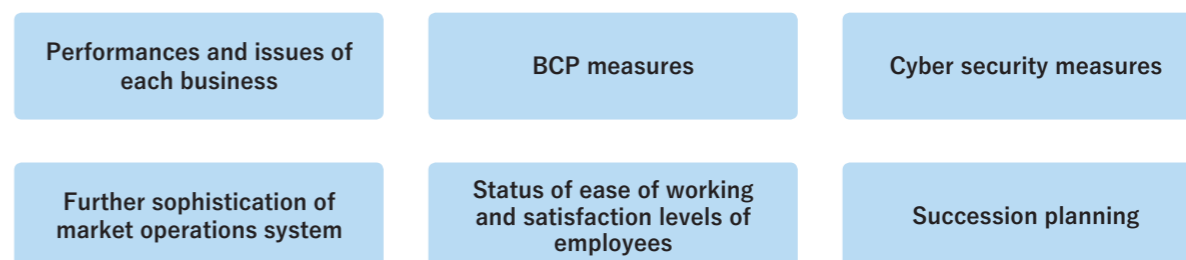 Performances and issues of
each business
BCP measures
Cyber security measures
Further sophistication of
market operations system
Status of ease of working
and satisfaction levels of
employees
Succession planning